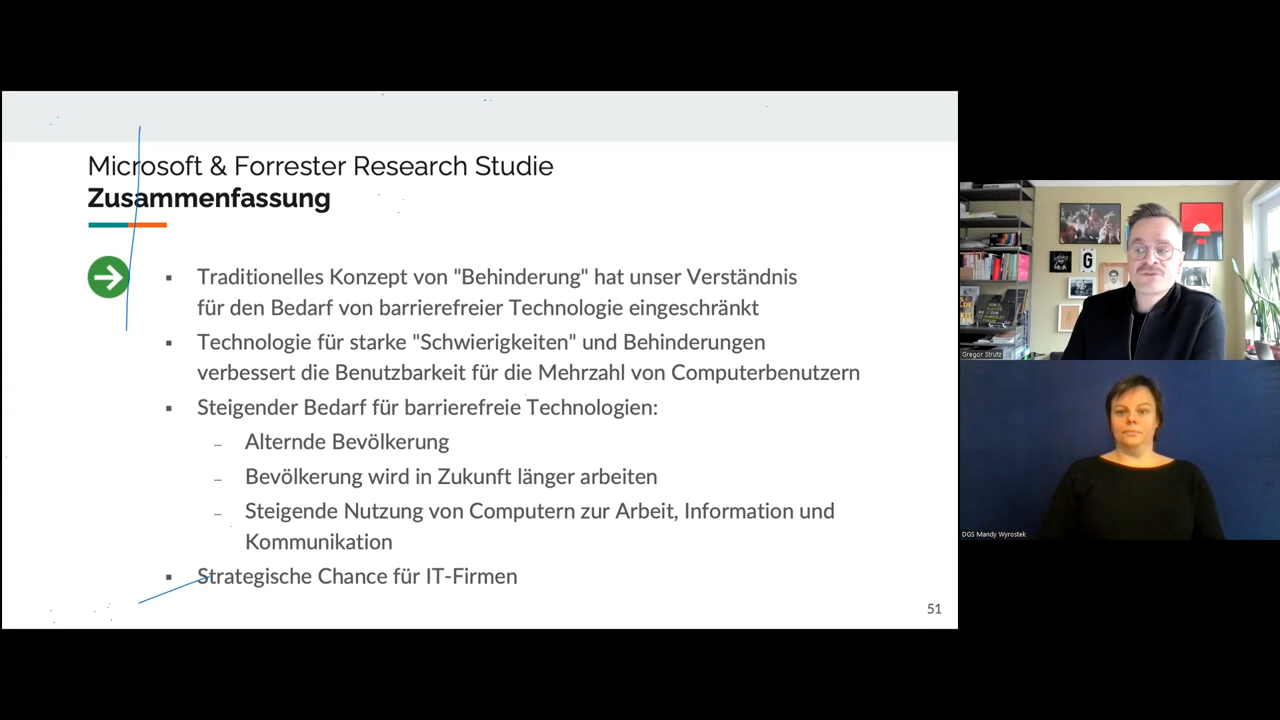 Microsoft & Forrester Research Studie
Zusammenfassung
▪ Traditionelles Konzept von "Behinderung" hat unser Verständnis
für den Bedarf von barrierefreier Technologie eingeschränkt
▪ Technologie für starke "Schwierigkeiten" und Behinderungen
verbessert die Benutzbarkeit für die Mehrzahl von Computerbenutzern
▪ Steigender Bedarf für barrierefreie Technologien:
– Alternde Bevölkerung
– Bevölkerung wird in Zukunft länger arbeiten
– Steigende Nutzung von Computern zur Arbeit, Information und
Kommunikation
▪ Strategische Chance für IT-Firmen
51
G
Gregor Strutz
DGS Mandy Wyrostek